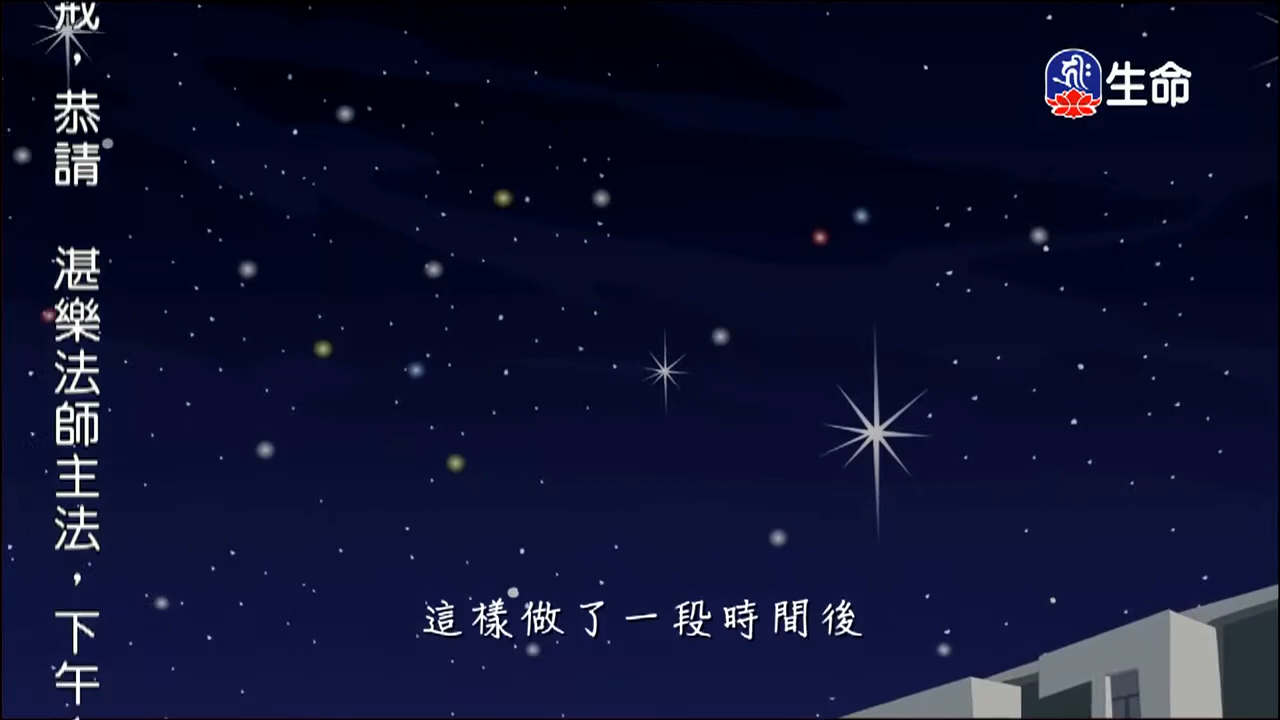 戒，恭請　湛樂法師主法，下午
生命
這樣做了一段時間後